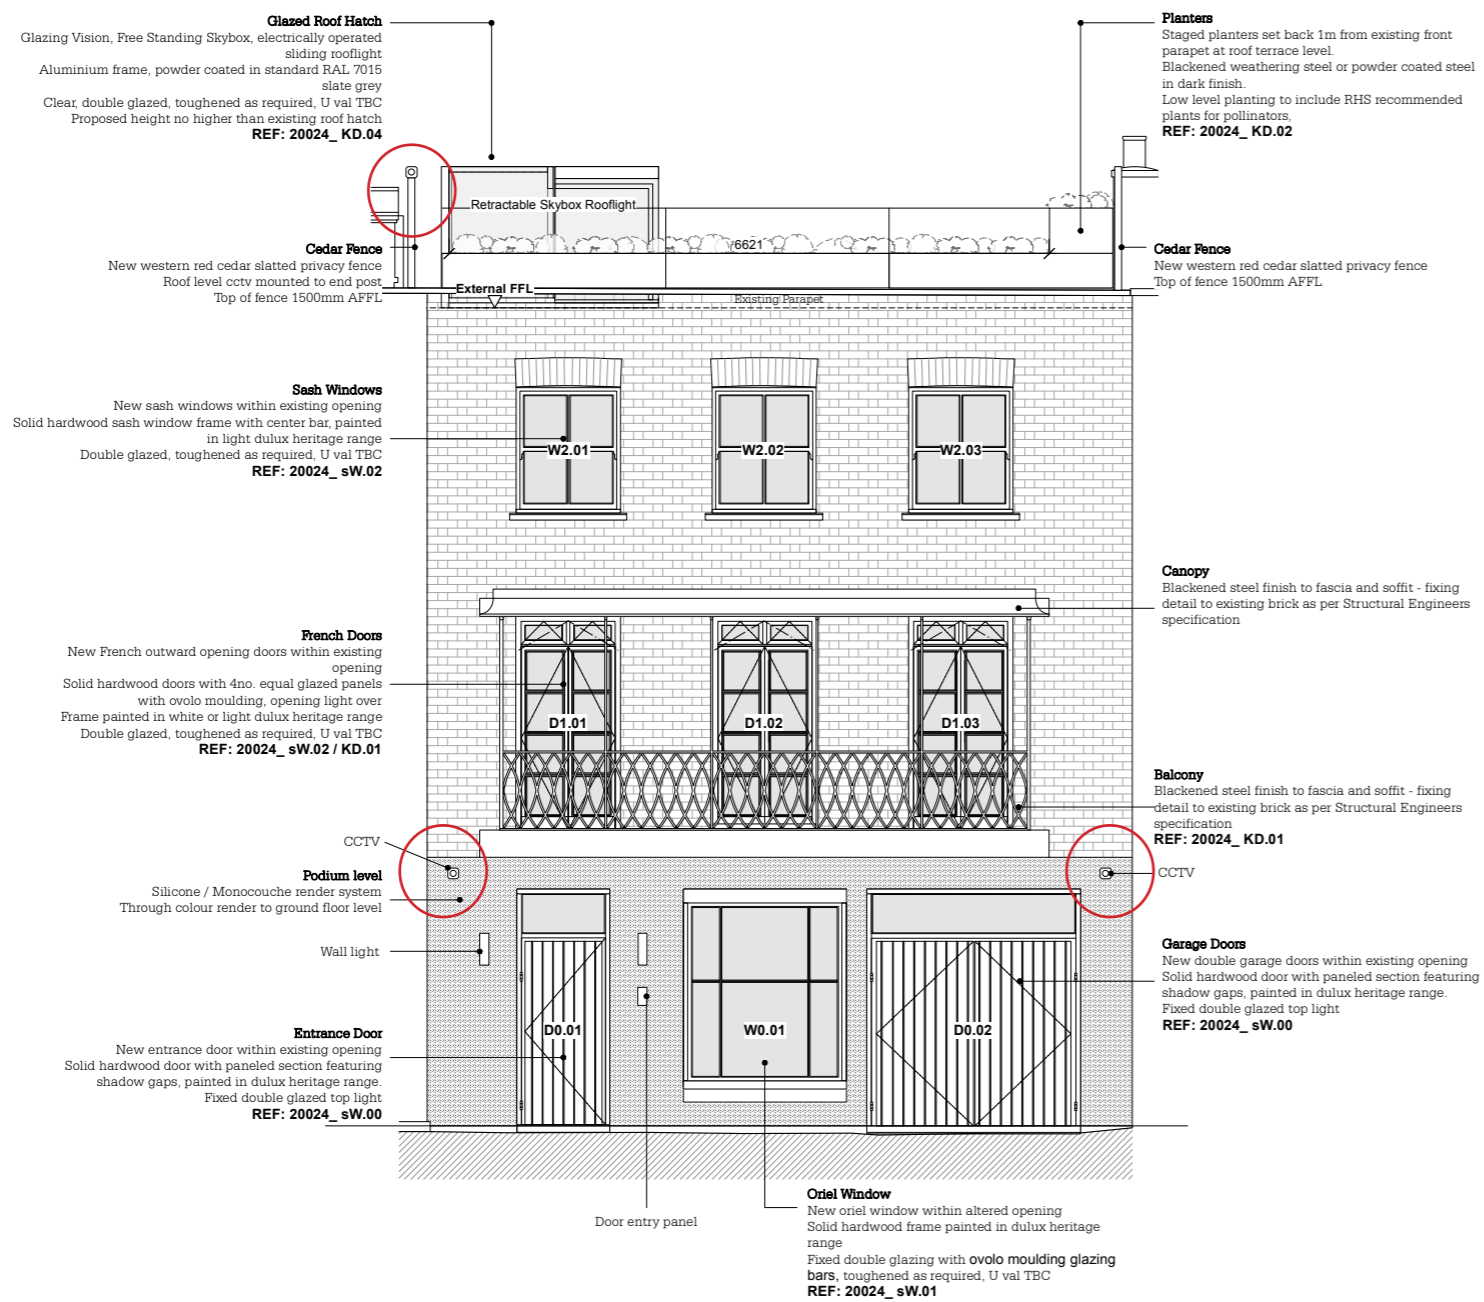 Glazed Roof Hatch
Glazing Vision, Free Standing Skybox, electrically operated
sliding rooflight
Aluminium frame, powder coated in standard RAL 7015
slate grey
Clear, double glazed, toughened as required, U val TBC
Proposed height no higher than existing roof hatch
REF: 20024_ KD.04
Planters
Staged planters set back 1m from existing front
parapet at roof terrace level.
Blackened weathering steel or powder coated steel
in dark finish.
Low level planting to include RHS recommended
plants for pollinators,
REF: 20024_ KD.02
Retractable Skybox Rooflight
6621
Cedar Fence
New western red cedar slatted privacy fence
Roof level cctv mounted to end post
Top of fence 1500mm AFFL
Cedar Fence
New western red cedar slatted privacy fence
Top of fence 1500mm AFFL
External FFL
Existing Parapet
Sash Windows
New sash windows within existing opening
Solid hardwood sash window frame with center bar, painted
in light dulux heritage range
Double glazed, toughened as required, U val TBC
REF: 20024_ sW.02
W2.01
W2.02
W2.03
Canopy
Blackened steel finish to fascia and soffit - fixing
detail to existing brick as per Structural Engineers
specification
French Doors
New French outward opening doors within existing
opening
Solid hardwood doors with 4no. equal glazed panels
with ovolo moulding, opening light over
Frame painted in white or light dulux heritage range
Double glazed, toughened as required, U val TBC
REF: 20024_ sW.02 / KD.01
D1.01
D1.02
D1.03
Balcony
Blackened steel finish to fascia and soffit - fixing
detail to existing brick as per Structural Engineers
specification
REF: 20024_ KD.01
CCTV
CCTV
Podium level
Silicone / Monocouche render system
Through colour render to ground floor level
Wall light
Garage Doors
New double garage doors within existing opening
Solid hardwood door with paneled section featuring
shadow gaps, painted in dulux heritage range.
Fixed double glazed top light
REF: 20024_ sW.00
Entrance Door
New entrance door within existing opening
Solid hardwood door with paneled section featuring
shadow gaps, painted in dulux heritage range.
Fixed double glazed top light
REF: 20024_ sW.00
D0.01
W0.01
D0.02
Door entry panel
Oriel Window
New oriel window within altered opening
Solid hardwood frame painted in dulux heritage
range
Fixed double glazing with ovolo moulding glazing
bars, toughened as required, U val TBC
REF: 20024_ sW.01